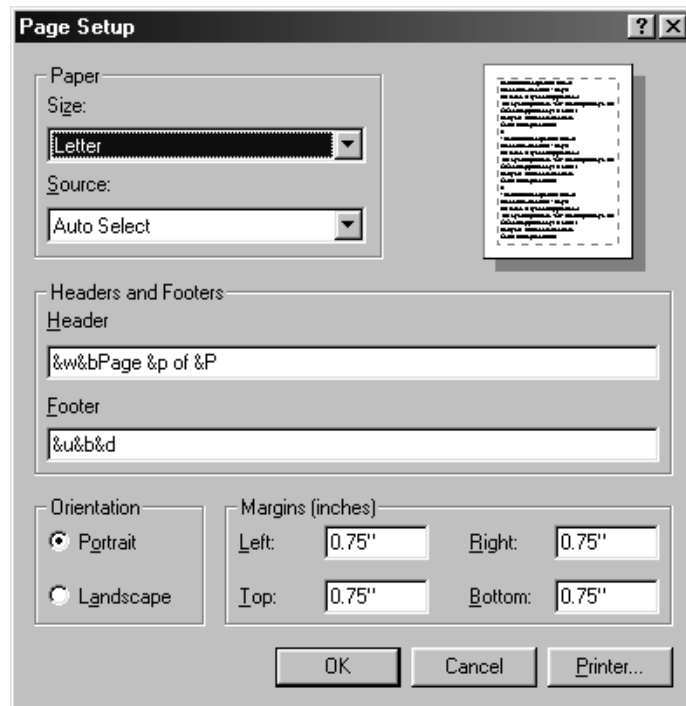 Page Setup
Paper
Size:
Letter
Source:
Auto Select
Headers and Footers
Header
&w&bPage &p of &P
Footer
&u&b&d
Orientation
Portrait
Landscape
Margins (inches)
Left: 0.75" Right: 0.75"
Top: 0.75" Bottom: 0.75"
OK Cancel Printer...